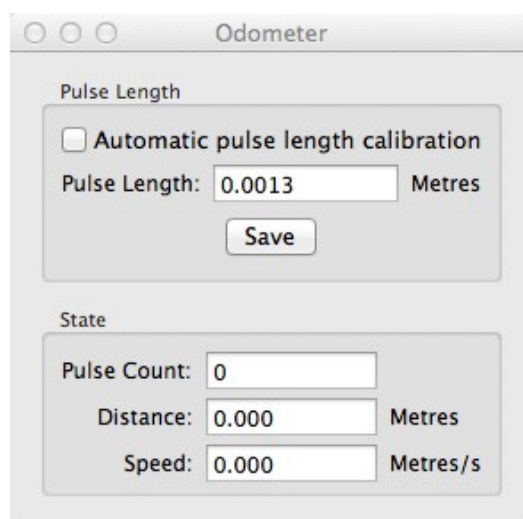 Odometer
Pulse Length
Automatic pulse length calibration
Pulse Length: 0.0013 Metres
Save
State
Pulse Count: 0
Distance: 0.000 Metres
Speed: 0.000 Metres/s